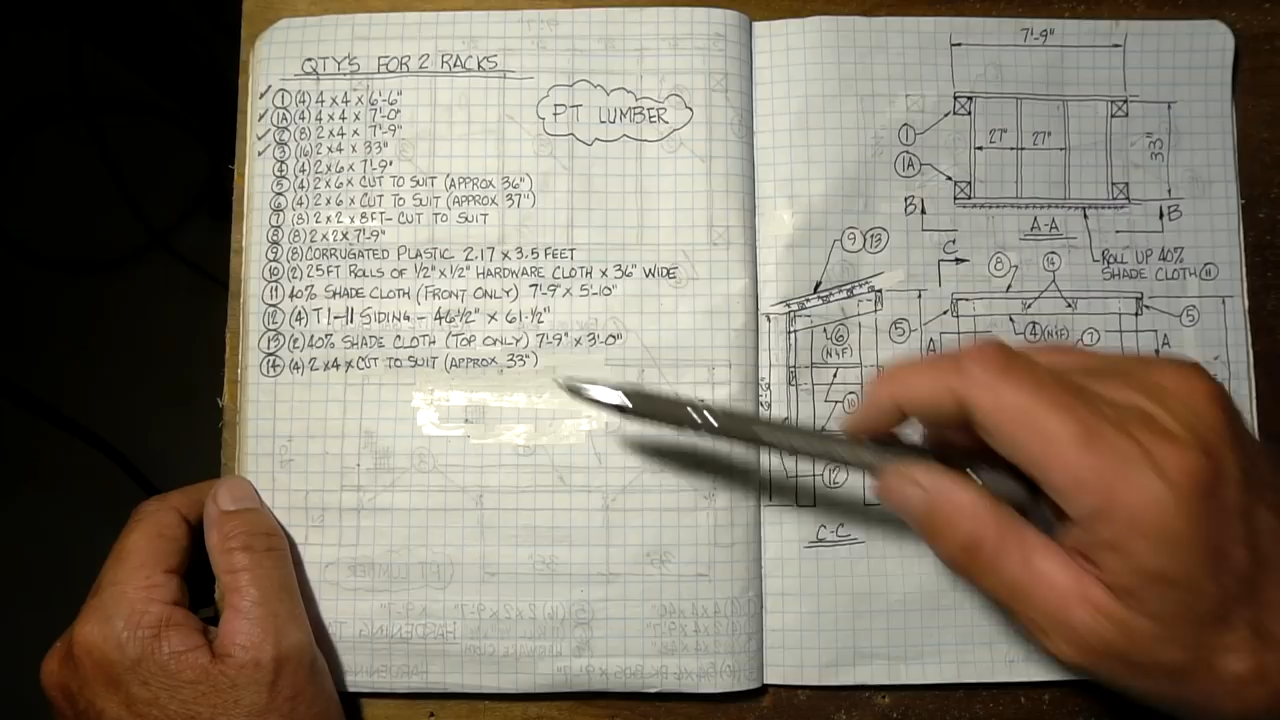 QTY'S FOR 2 RACKS
PT LUMBER
✓ ① (4) 4 x 4 x 6'-6"
✓ 1A (4) 4 x 4 x 7'-0"
✓ ② (8) 2 x 4 x 7'-9"
✓ ③ (16) 2 x 4 x 33"
④ (4) 2 x 6 x 7'-9"
⑤ (4) 2 x 6 x CUT TO SUIT (APPROX 36")
⑥ (4) 2 x 6 x CUT TO SUIT (APPROX 37")
⑦ (8) 2 x 2 x 8FT - CUT TO SUIT
⑧ (8) 2 x 2 x 7'-9"
⑨ (8) CORRUGATED PLASTIC 2.17 x 3.5 FEET
⑩ (2) 25FT ROLLS OF 1/2" x 1/2" HARDWARE CLOTH x 36" WIDE
⑪ 40% SHADE CLOTH (FRONT ONLY) 7'-9" x 5'-10"
⑫ (4) T1-11 SIDING - 46-1/2" x 61-1/2"
⑬ (2) 40% SHADE CLOTH (TOP ONLY) 7'-9" x 3'-0"
⑭ (4) 2 x 4 x CUT TO SUIT (APPROX 33")
7'-9"
①
27" 27"
33"
1A
B B
A-A
ROLL UP 40%
SHADE CLOTH ⑪
⑨ ⑬
C
⑧ ⑭
⑤
⑤
⑥
(N&F)
④ (N&F)
⑦
A A
6'-6"
⑩
⑫
C-C
PT LUMBER
35" 35"
HARDENING